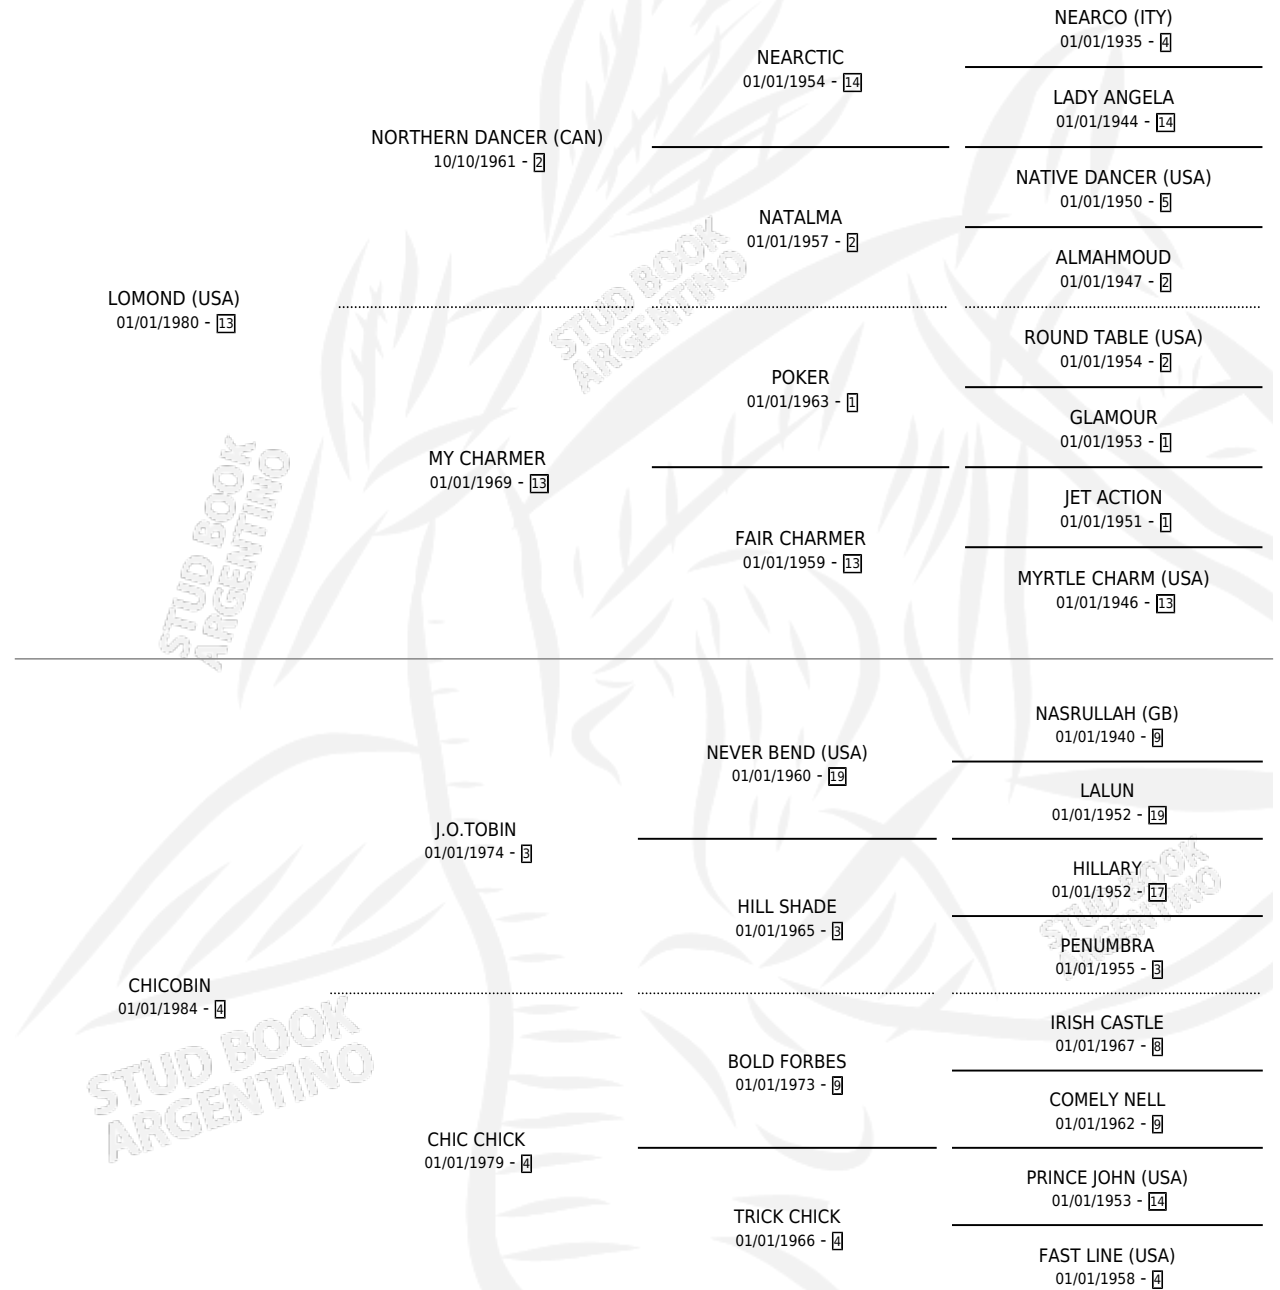 NEARCO (ITY)
01/01/1935 - 4
NEARCTIC
01/01/1954 - 14
LADY ANGELA
01/01/1944 - 14
NORTHERN DANCER (CAN)
10/10/1961 - 2
NATIVE DANCER (USA)
01/01/1950 - 5
NATALMA
01/01/1957 - 2
ALMAHMOUD
01/01/1947 - 2
LOMOND (USA)
01/01/1980 - 13
ROUND TABLE (USA)
01/01/1954 - 2
POKER
01/01/1963 - 1
GLAMOUR
01/01/1953 - 1
MY CHARMER
01/01/1969 - 13
JET ACTION
01/01/1951 - 1
FAIR CHARMER
01/01/1959 - 13
MYRTLE CHARM (USA)
01/01/1946 - 13
STUD BOOK
ARGENTINO
STUD BOOK
ARGENTINO
NASRULLAH (GB)
01/01/1940 - 9
NEVER BEND (USA)
01/01/1960 - 19
LALUN
01/01/1952 - 19
J.O.TOBIN
01/01/1974 - 3
HILLARY
01/01/1952 - 17
HILL SHADE
01/01/1965 - 3
PENUMBRA
01/01/1955 - 3
STUD BOOK
ARGENTINO
CHICOBIN
01/01/1984 - 4
IRISH CASTLE
01/01/1967 - 8
BOLD FORBES
01/01/1973 - 9
COMELY NELL
01/01/1962 - 9
STUD BOOK
ARGENTINO
CHIC CHICK
01/01/1979 - 4
PRINCE JOHN (USA)
01/01/1953 - 14
TRICK CHICK
01/01/1966 - 4
FAST LINE (USA)
01/01/1958 - 4